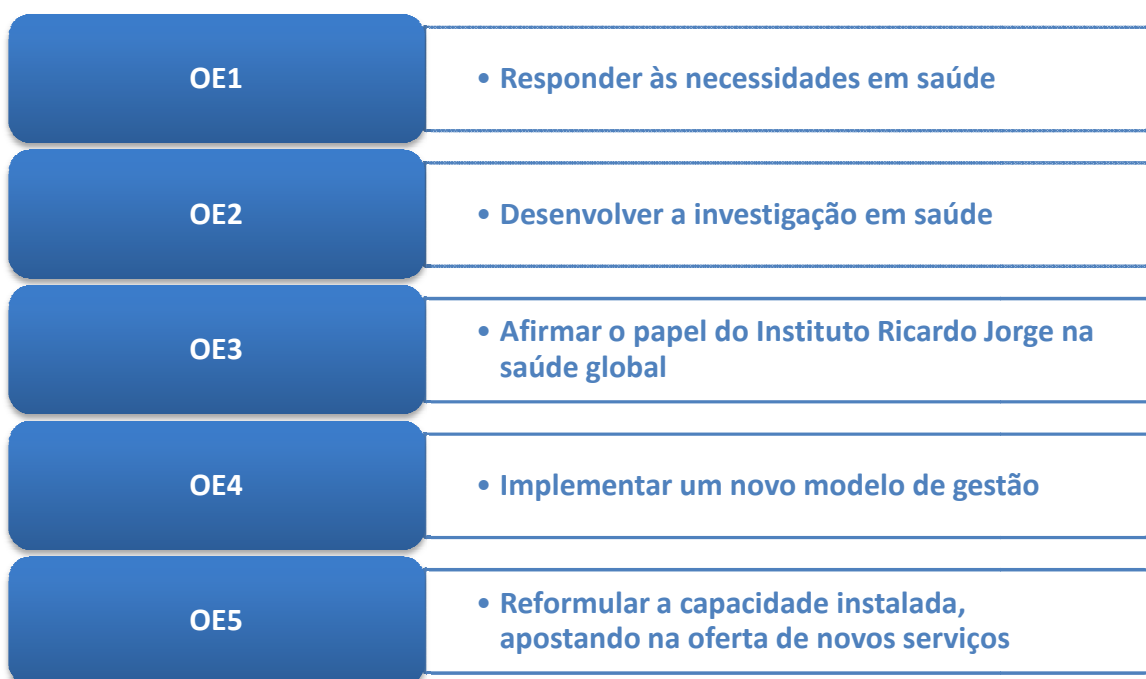 OE1
• Responder às necessidades em saúde
OE2
• Desenvolver a investigação em saúde
OE3
• Afirmar o papel do Instituto Ricardo Jorge na
saúde global
OE4
• Implementar um novo modelo de gestão
OE5
• Reformular a capacidade instalada,
apostando na oferta de novos serviços